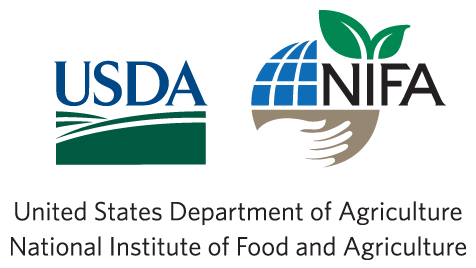 USDA
NIFA
United States Department of Agriculture
National Institute of Food and Agriculture